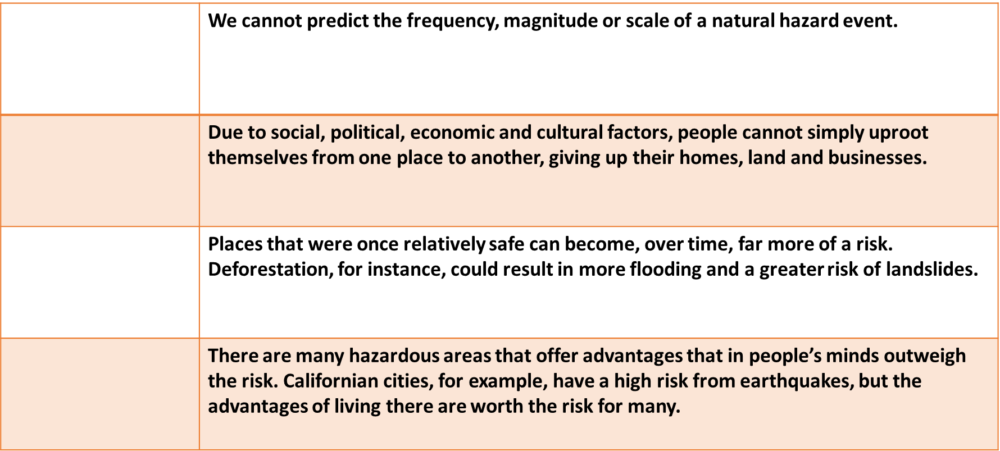 We cannot predict the frequency, magnitude or scale of a natural hazard event.
Due to social, political, economic and cultural factors, people cannot simply uproot
themselves from one place to another, giving up their homes, land and businesses.
Places that were once relatively safe can become, over time, far more of a risk.
Deforestation, for instance, could result in more flooding and a greater risk of landslides.
There are many hazardous areas that offer advantages that in people’s minds outweigh
the risk. Californian cities, for example, have a high risk from earthquakes, but the
advantages of living there are worth the risk for many.